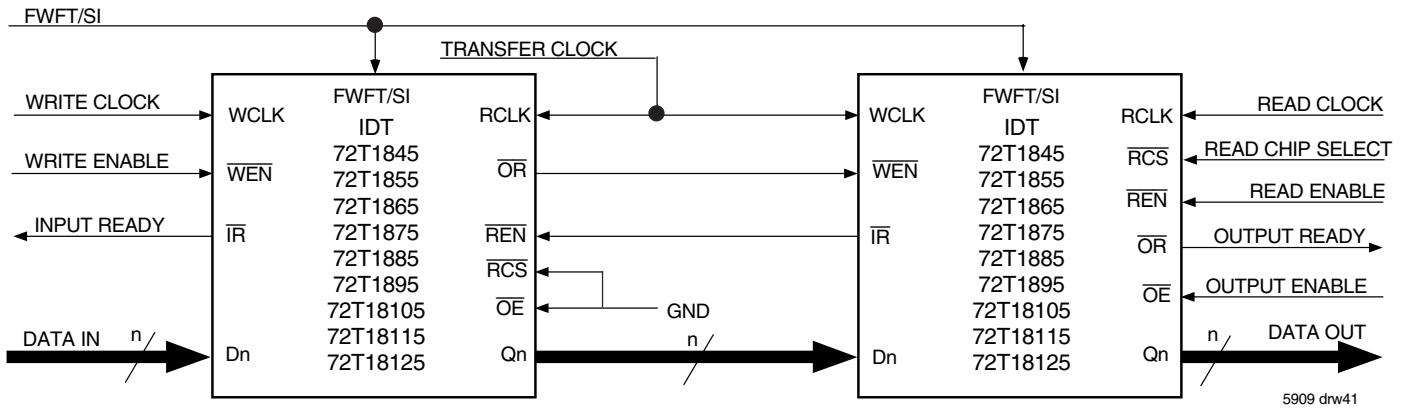 FWFT/SI
TRANSFER CLOCK
WRITE CLOCK
WRITE ENABLE
INPUT READY
DATA IN
n
FWFT/SI
IDT
72T1845
72T1855
72T1865
72T1875
72T1885
72T1895
72T18105
72T18115
72T18125
WCLK
WEN
IR
Dn
RCLK
OR
REN
RCS
OE
Qn
GND
n
FWFT/SI
IDT
72T1845
72T1855
72T1865
72T1875
72T1885
72T1895
72T18105
72T18115
72T18125
WCLK
WEN
IR
Dn
RCLK
RCS
REN
OR
OE
Qn
READ CLOCK
READ CHIP SELECT
READ ENABLE
OUTPUT READY
OUTPUT ENABLE
n
DATA OUT
5909 drw41